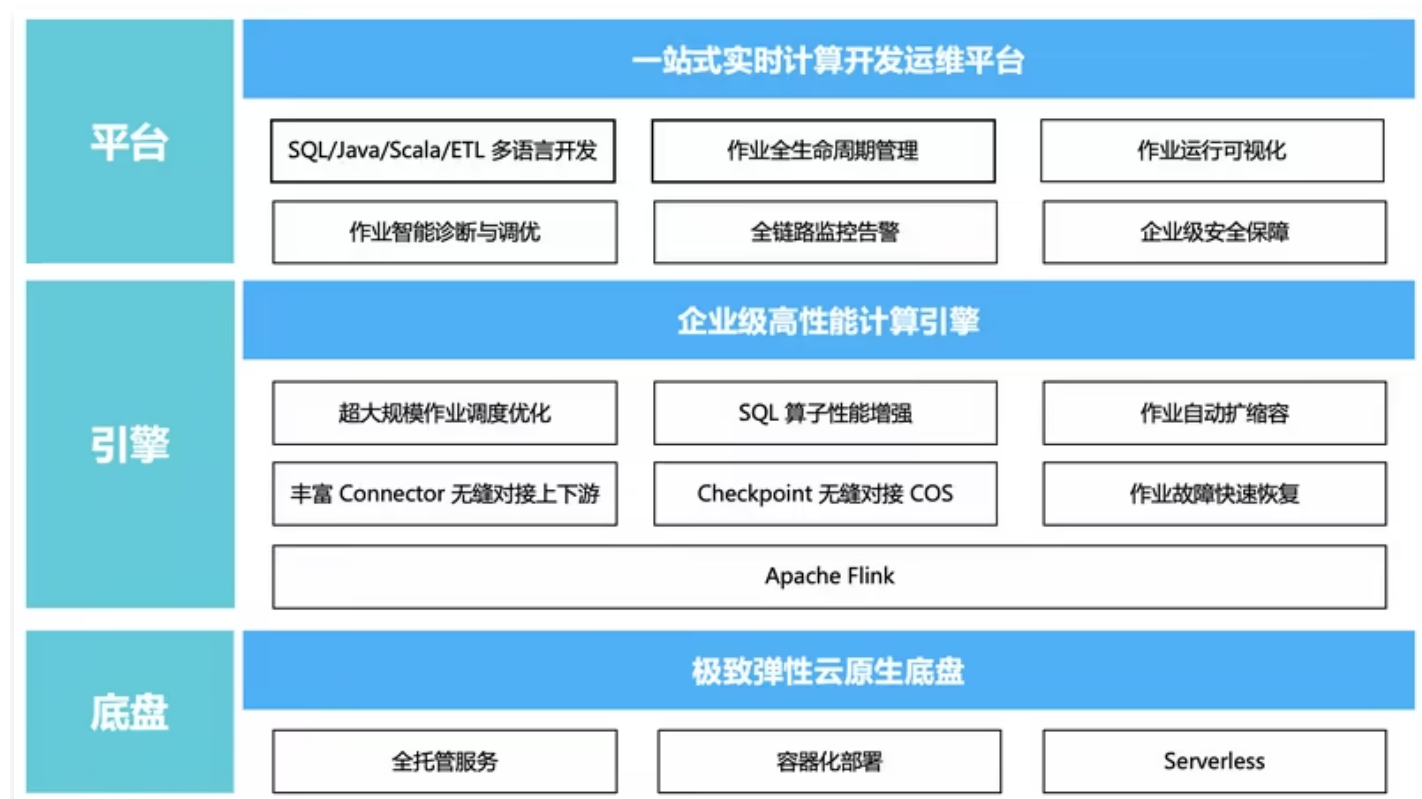 平台
一站式实时计算开发运维平台
SQL/Java/Scala/ETL 多语言开发
作业全生命周期管理
作业运行可视化
作业智能诊断与调优
全链路监控告警
企业级安全保障
引擎
企业级高性能计算引擎
超大规模作业调度优化
SQL 算子性能增强
作业自动扩缩容
丰富 Connector 无缝对接上下游
Checkpoint 无缝对接 COS
作业故障快速恢复
Apache Flink
底盘
极致弹性云原生底盘
全托管服务
容器化部署
Serverless